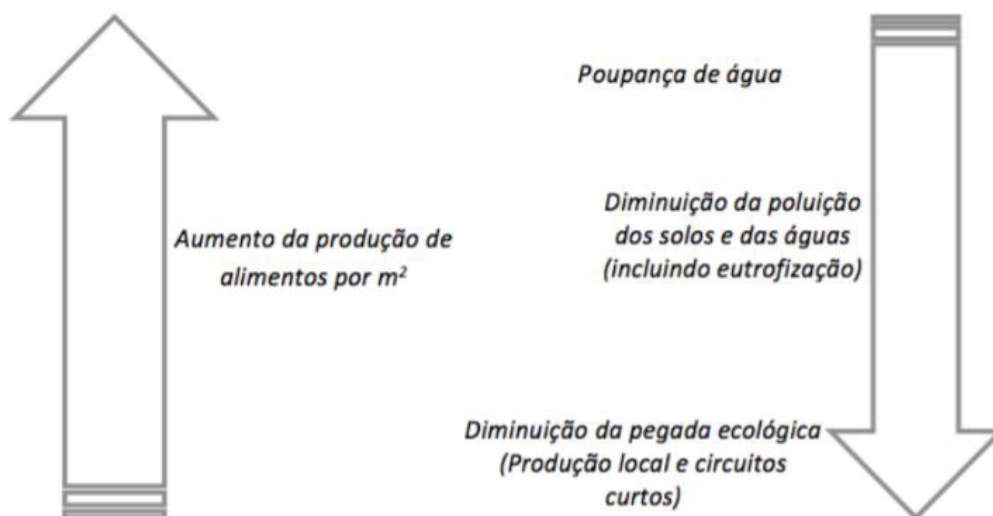 Poupança de água
Diminuição da poluição
dos solos e das águas
(incluindo eutrofização)
Aumento da produção de
alimentos por m²
Diminuição da pegada ecológica
(Produção local e circuitos
curtos)